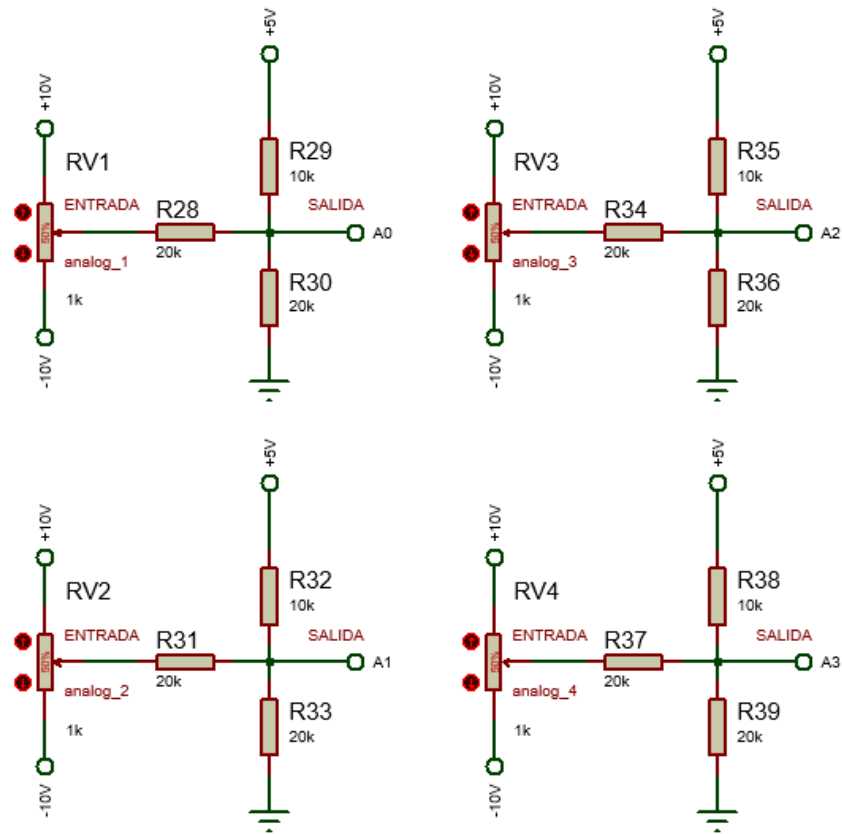 +5V
+10V
RV1
R29
10k
ENTRADA
R28
SALIDA
50%
A0
20k
analog_1
R30
20k
1k
-10V
+5V
+10V
RV3
R35
10k
ENTRADA
R34
SALIDA
50%
A2
20k
analog_3
R36
20k
1k
-10V
+5V
+10V
RV2
R32
10k
ENTRADA
R31
SALIDA
50%
A1
20k
analog_2
R33
20k
1k
-10V
+5V
+10V
RV4
R38
10k
ENTRADA
R37
SALIDA
50%
A3
20k
analog_4
R39
20k
1k
-10V